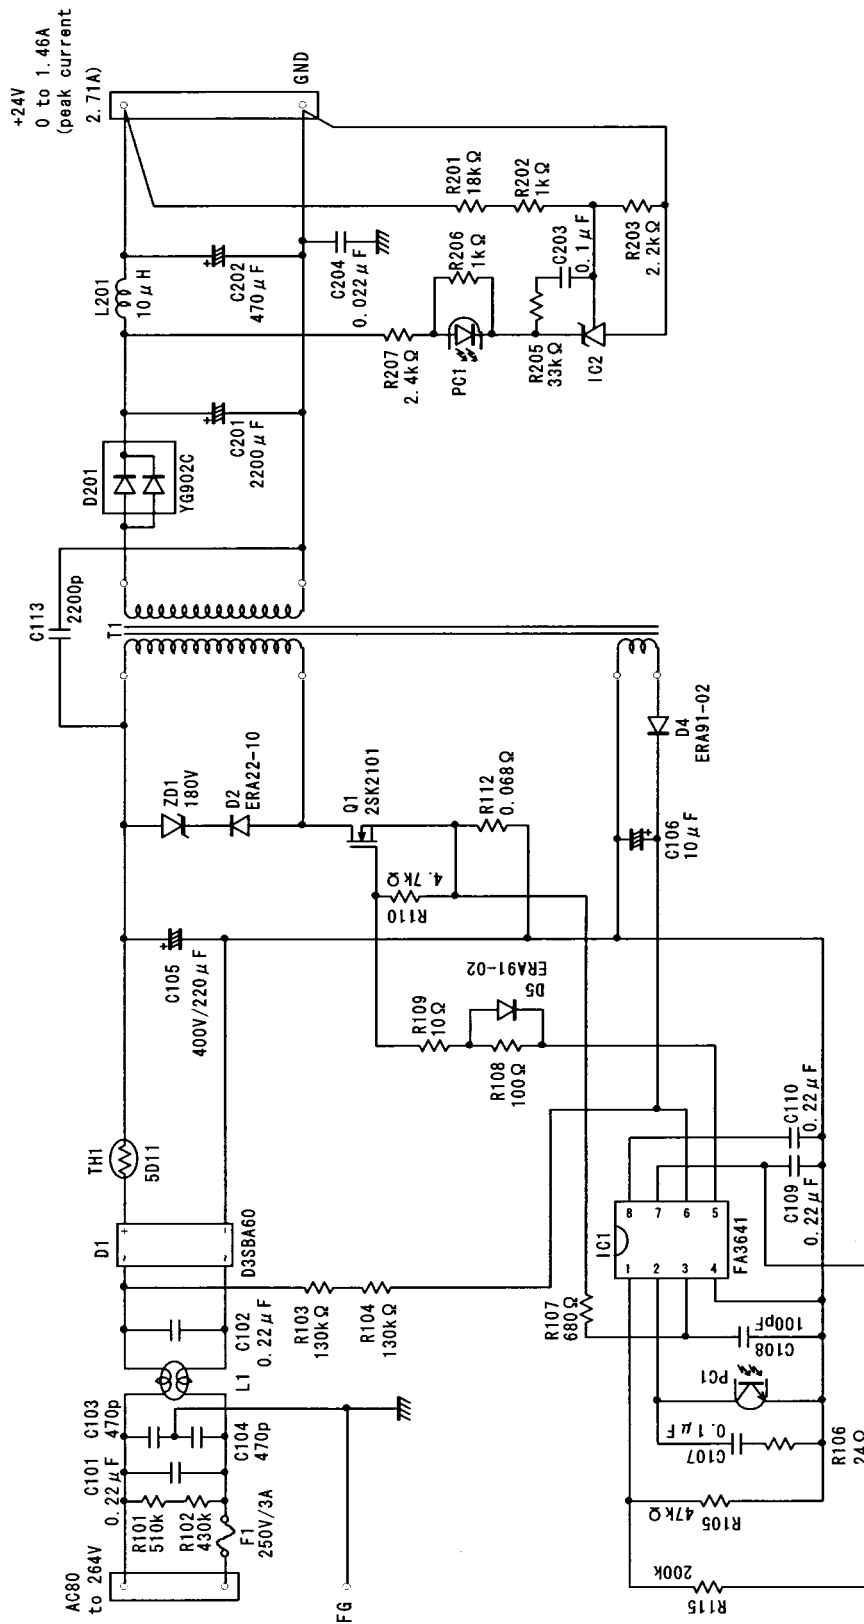 AC80
to 264V
F1
250V/3A
FG
R101
510k
R102
430k
C101
0.22μF
C103
470p
C104
470p
L1
C102
0.22μF
D1
D3SBA60
TH1
5D11
C105
400V/220μF
R103
130kΩ
R104
130kΩ
ZD1
180V
D2
ERA22-10
Q1
2SK2101
R110
4.7kΩ
R112
0.068Ω
R109
10Ω
R108
100Ω
D5
ERA91-02
C113
2200p
T1
D201
YG902C
C201
2200μF
L201
10μH
C202
470μF
C204
0.022μF
+24V
0 to 1.46A
(peak current
2.71A)
GND
R207
2.4kΩ
PC1
R206
1kΩ
R205
33kΩ
C203
0.1μF
IC2
R201
18kΩ
R202
1kΩ
R203
2.2kΩ
D4
ERA91-02
C106
10μF
IC1
FA3641
1
2
3
4
5
6
7
8
R107
680Ω
C108
100pF
PC1
C107
0.1μF
R106
24Ω
R105
47kΩ
R115
200k
C109
0.22μF
C110
0.22μF